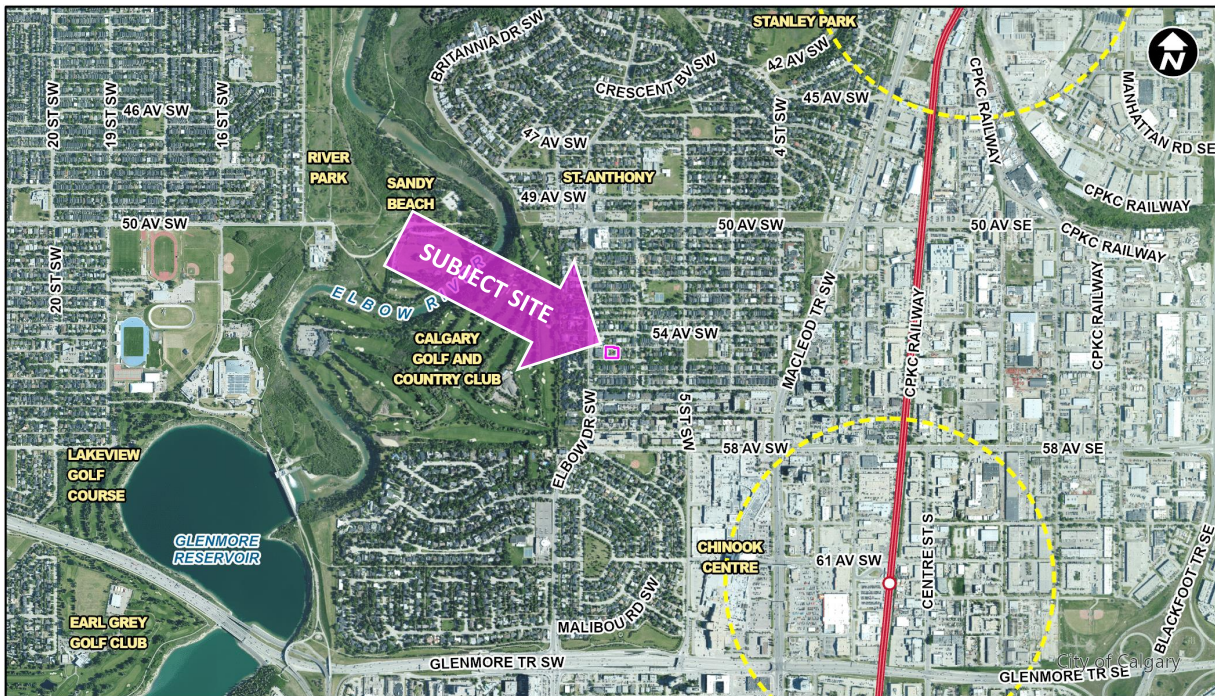 STANLEY PARK
N
BRITANNIA DR SW
CRESCENT BV SW
42 AV SW
45 AV SW
CPKC RAILWAY
MANHATTAN RD SE
20 ST SW
19 ST SW
46 AV SW
16 ST SW
47 AV SW
4 ST SW
RIVER
PARK
SANDY
BEACH
ST. ANTHONY
49 AV SW
CPKC RAILWAY
50 AV SW
50 AV SW
50 AV SE
CPKC RAILWAY
SUBJECT SITE
ELBOW RIVER
20 ST SW
CALGARY
GOLF AND
COUNTRY CLUB
54 AV SW
MACLEOD TR SW
CPKC RAILWAY
CPKC RAILWAY
ELBOW DR SW
5 ST SW
58 AV SW
58 AV SE
LAKEVIEW
GOLF
COURSE
GLENMORE
RESERVOIR
CHINOOK
CENTRE
61 AV SW
CENTRE ST S
BLACKFOOT TR SE
EARL GREY
GOLF CLUB
MALIBOU RD SW
GLENMORE TR SW
City of Calgary
GLENMORE TR SE